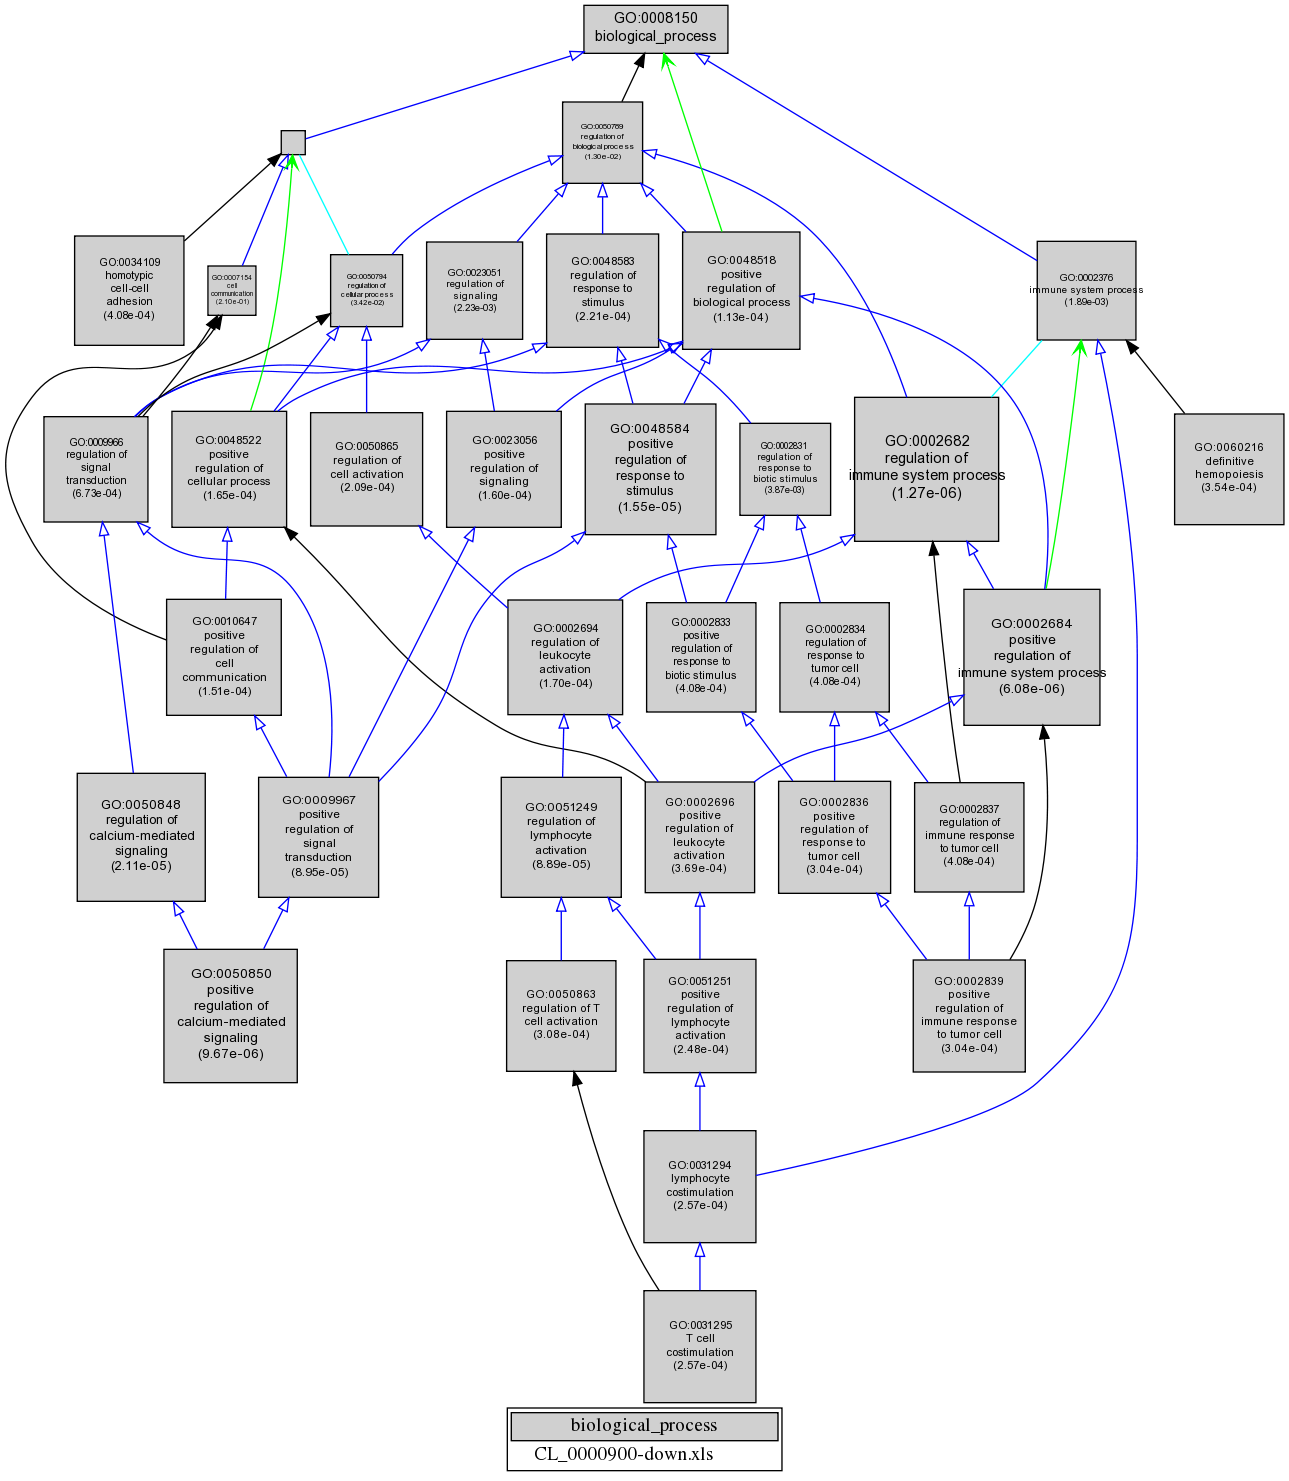 GO:0008150
biological_process
GO:0050789
regulation of
biological process
(1.30e-02)
GO:0034109
homotypic
cell-cell
adhesion
(4.08e-04)
GO:0007154
cell
communication
(2.10e-01)
GO:0050794
regulation of
cellular process
(3.42e-02)
GO:0023051
regulation of
signaling
(2.23e-03)
GO:0048583
regulation of
response to
stimulus
(2.21e-04)
GO:0048518
positive
regulation of
biological process
(1.13e-04)
GO:0002376
immune system process
(1.89e-03)
GO:0009966
regulation of
signal
transduction
(6.73e-04)
GO:0048522
positive
regulation of
cellular process
(1.65e-04)
GO:0050865
regulation of
cell activation
(2.09e-04)
GO:0023056
positive
regulation of
signaling
(1.60e-04)
GO:0048584
positive
regulation of
response to
stimulus
(1.55e-05)
GO:0002831
regulation of
response to
biotic stimulus
(3.87e-03)
GO:0002682
regulation of
immune system process
(1.27e-06)
GO:0060216
definitive
hemopoiesis
(3.54e-04)
GO:0010647
positive
regulation of
cell
communication
(1.51e-04)
GO:0002694
regulation of
leukocyte
activation
(1.70e-04)
GO:0002833
positive
regulation of
response to
biotic stimulus
(4.08e-04)
GO:0002834
regulation of
response to
tumor cell
(4.08e-04)
GO:0002684
positive
regulation of
immune system process
(6.08e-06)
GO:0050848
regulation of
calcium-mediated
signaling
(2.11e-05)
GO:0009967
positive
regulation of
signal
transduction
(8.95e-05)
GO:0051249
regulation of
lymphocyte
activation
(8.89e-05)
GO:0002696
positive
regulation of
leukocyte
activation
(3.69e-04)
GO:0002836
positive
regulation of
response to
tumor cell
(3.04e-04)
GO:0002837
regulation of
immune response
to tumor cell
(4.08e-04)
GO:0050850
positive
regulation of
calcium-mediated
signaling
(9.67e-06)
GO:0050863
regulation of T
cell activation
(3.08e-04)
GO:0051251
positive
regulation of
lymphocyte
activation
(2.48e-04)
GO:0002839
positive
regulation of
immune response
to tumor cell
(3.04e-04)
GO:0031294
lymphocyte
costimulation
(2.57e-04)
GO:0031295
T cell
costimulation
(2.57e-04)
biological_process
CL_0000900-down.xls